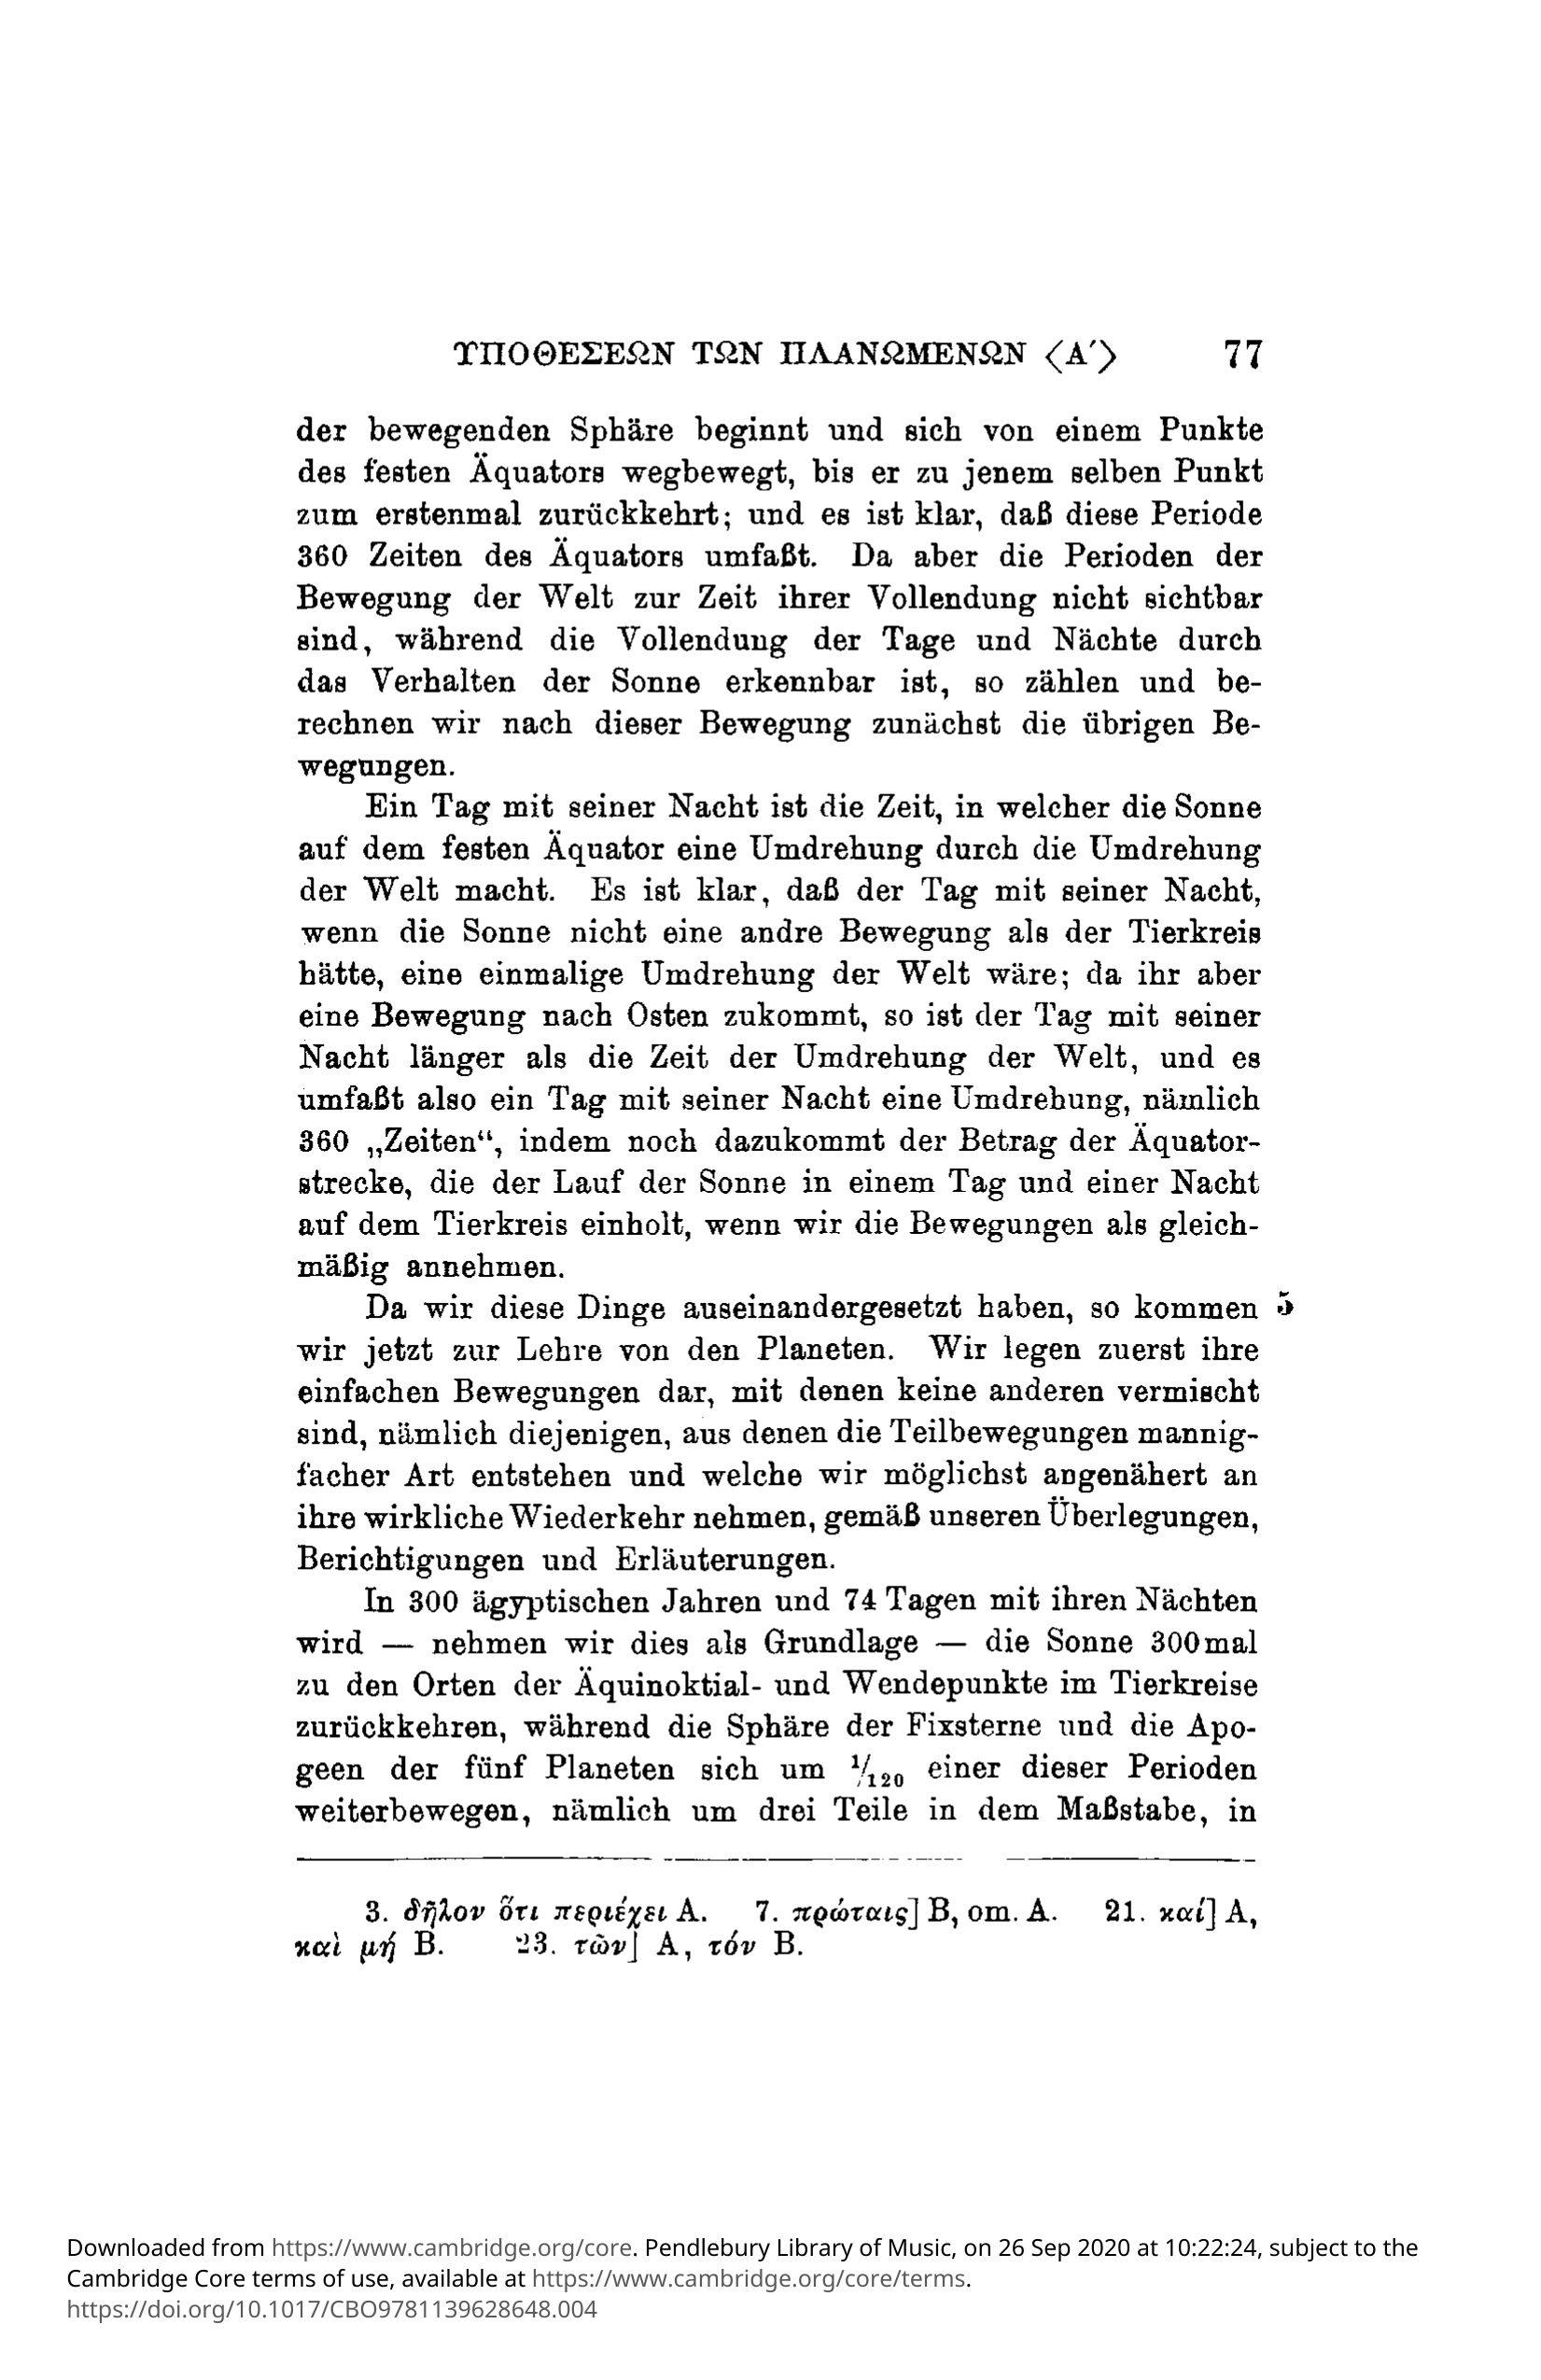 ΥΠΟΘΕΣΕΩΝ ΤΩΝ ΠΛΑΝΩΜΕΝΩΝ ⟨Α′⟩ 77
der bewegenden Sphäre beginnt und sich von einem Punkte
des festen Äquators wegbewegt, bis er zu jenem selben Punkt
zum erstenmal zurückkehrt; und es ist klar, daß diese Periode
360 Zeiten des Äquators umfaßt. Da aber die Perioden der
Bewegung der Welt zur Zeit ihrer Vollendung nicht sichtbar
sind, während die Vollendung der Tage und Nächte durch
das Verhalten der Sonne erkennbar ist, so zählen und be-
rechnen wir nach dieser Bewegung zunächst die übrigen Be-
wegungen.
Ein Tag mit seiner Nacht ist die Zeit, in welcher die Sonne
auf dem festen Äquator eine Umdrehung durch die Umdrehung
der Welt macht. Es ist klar, daß der Tag mit seiner Nacht,
wenn die Sonne nicht eine andre Bewegung als der Tierkreis
hätte, eine einmalige Umdrehung der Welt wäre; da ihr aber
eine Bewegung nach Osten zukommt, so ist der Tag mit seiner
Nacht länger als die Zeit der Umdrehung der Welt, und es
umfaßt also ein Tag mit seiner Nacht eine Umdrehung, nämlich
360 „Zeiten“, indem noch dazukommt der Betrag der Äquator-
strecke, die der Lauf der Sonne in einem Tag und einer Nacht
auf dem Tierkreis einholt, wenn wir die Bewegungen als gleich-
mäßig annehmen.
Da wir diese Dinge auseinandergesetzt haben, so kommen 5
wir jetzt zur Lehre von den Planeten. Wir legen zuerst ihre
einfachen Bewegungen dar, mit denen keine anderen vermischt
sind, nämlich diejenigen, aus denen die Teilbewegungen mannig-
facher Art entstehen und welche wir möglichst angenähert an
ihre wirkliche Wiederkehr nehmen, gemäß unseren Überlegungen,
Berichtigungen und Erläuterungen.
In 300 ägyptischen Jahren und 74 Tagen mit ihren Nächten
wird — nehmen wir dies als Grundlage — die Sonne 300mal
zu den Orten der Äquinoktial- und Wendepunkte im Tierkreise
zurückkehren, während die Sphäre der Fixsterne und die Apo-
geen der fünf Planeten sich um 1/120 einer dieser Perioden
weiterbewegen, nämlich um drei Teile in dem Maßstabe, in
3. δῆλον ὅτι περιέχει A. 7. πρώταις] B, om. A. 21. καί] A,
καὶ μή B. 23. τῶν] A, τόν B.
Downloaded from https://www.cambridge.org/core. Pendlebury Library of Music, on 26 Sep 2020 at 10:22:24, subject to the
Cambridge Core terms of use, available at https://www.cambridge.org/core/terms.
https://doi.org/10.1017/CBO9781139628648.004